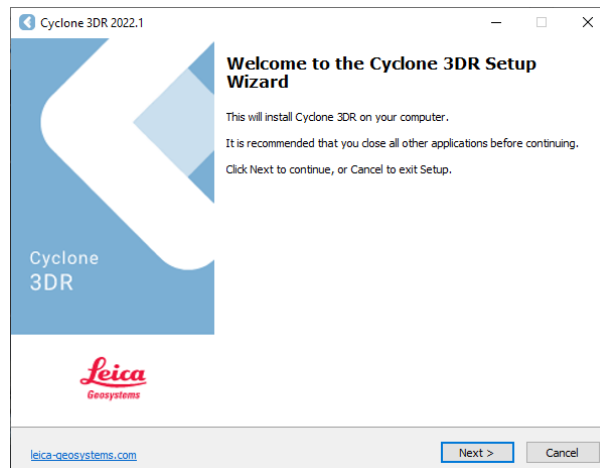 Cyclone 3DR 2022.1
Welcome to the Cyclone 3DR Setup
Wizard
This will install Cyclone 3DR on your computer.
It is recommended that you close all other applications before continuing.
Click Next to continue, or Cancel to exit Setup.
Cyclone
3DR
Leica
Geosystems
leica-geosystems.com
Next >
Cancel